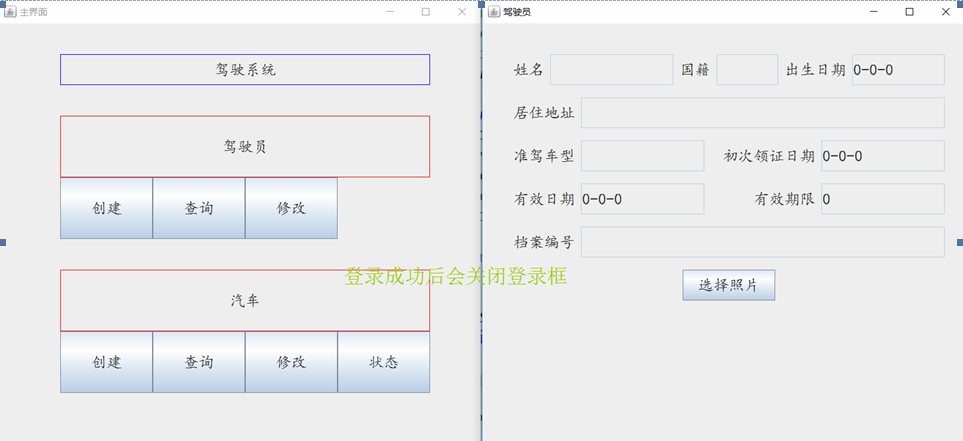 主界面
驾驶系统
驾驶员
创建 查询 修改
汽车
创建 查询 修改 状态
登录成功后会关闭登录框
驾驶员
姓名 国籍 出生日期 0-0-0
居住地址
准驾车型 初次领证日期 0-0-0
有效日期 0-0-0 有效期限 0
档案编号
选择照片